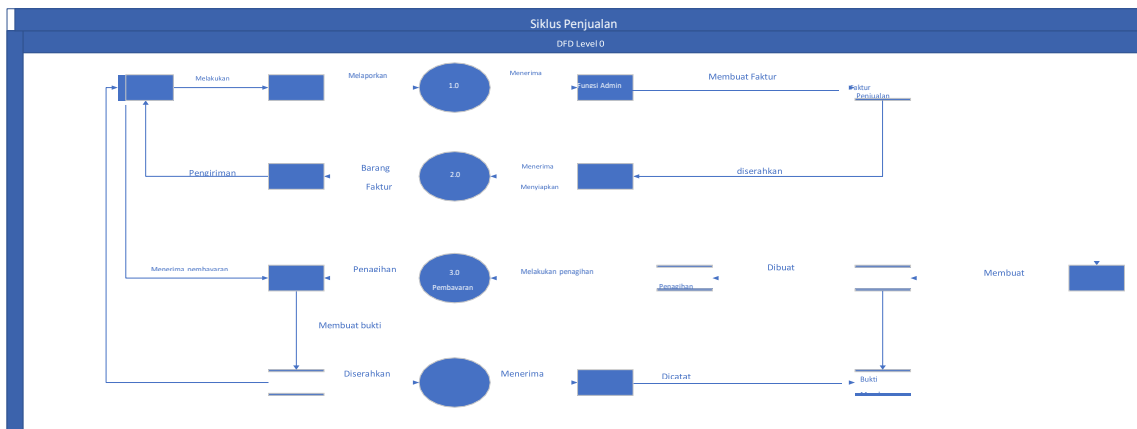 Siklus Penjualan
DFD Level 0
Melakukan
Melaporkan
1.0
Menerima
Fungsi Admin
Membuat Faktur
Faktur
Penjualan
Pengiriman
Barang
Faktur
2.0
Menerima
Menyiapkan
diserahkan
Menerima pembayaran
Penagihan
3.0
Pembayaran
Melakukan penagihan
Penagihan
Dibuat
Membuat
Membuat bukti
Diserahkan
Menerima
Dicatat
Bukti